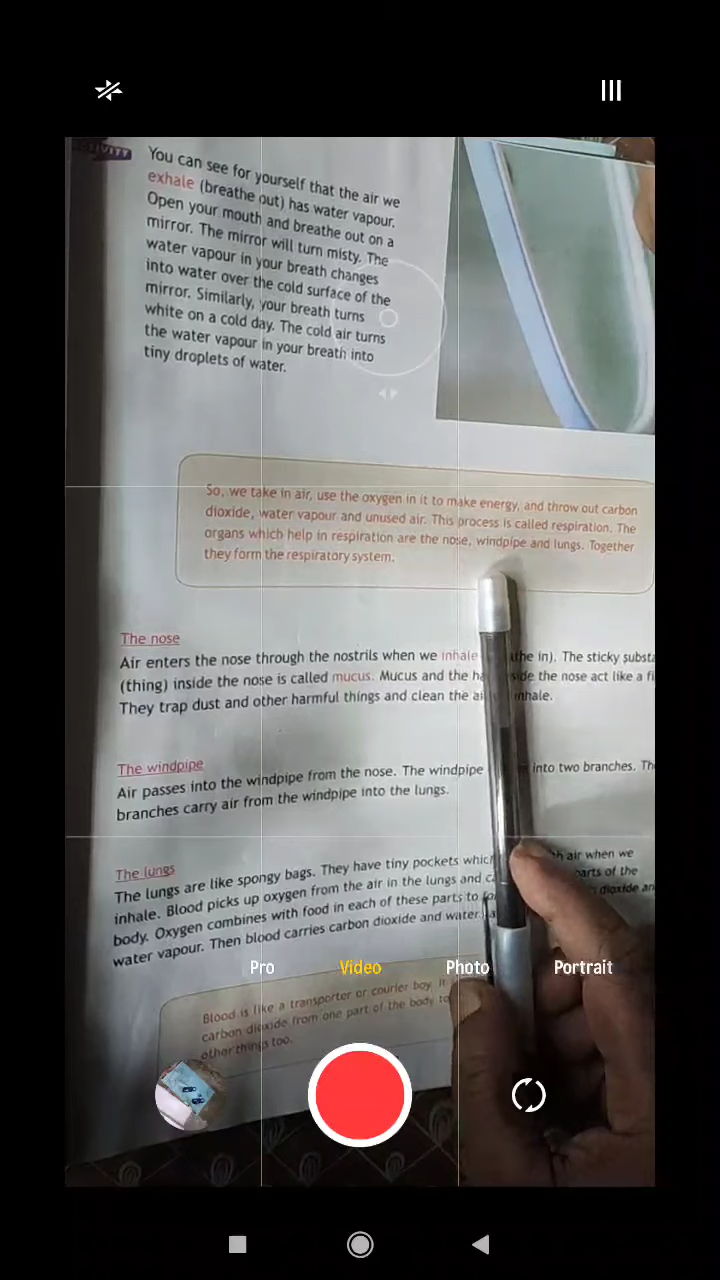 You can see for yourself that the air we
exhale (breathe out) has water vapour.
Open your mouth and breathe out on a
mirror. The mirror will turn misty. The
water vapour in your breath changes
into water over the cold surface of the
mirror. Similarly, your breath turns
white on a cold day. The cold air turns
the water vapour in your breath into
tiny droplets of water.
So, we take in air, use the oxygen in it to make energy, and throw out carbon
dioxide, water vapour and unused air. This process is called respiration. The
organs which help in respiration are the nose, windpipe and lungs. Together
they form the respiratory system.
The nose
Air enters the nose through the nostrils when we inhale the in). The sticky
(thing) inside the nose is called mucus. Mucus and the the nose act like a
They trap dust and other harmful things and clean the inhale.
The windpipe
Air passes into the windpipe from the nose. The windpipe into two branches.
branches carry air from the windpipe into the lungs.
The lungs
The lungs are like spongy bags. They have tiny pockets air when we
inhale. Blood picks up oxygen from the air in the lungs and parts of the
body. Oxygen combines with food in each of these parts to dioxide
water vapour. Then blood carries carbon dioxide and water
Pro Video Photo Portrait
Blood is like a transporter or courier boy. It
carbon dioxide from one part of the body to
other things too.